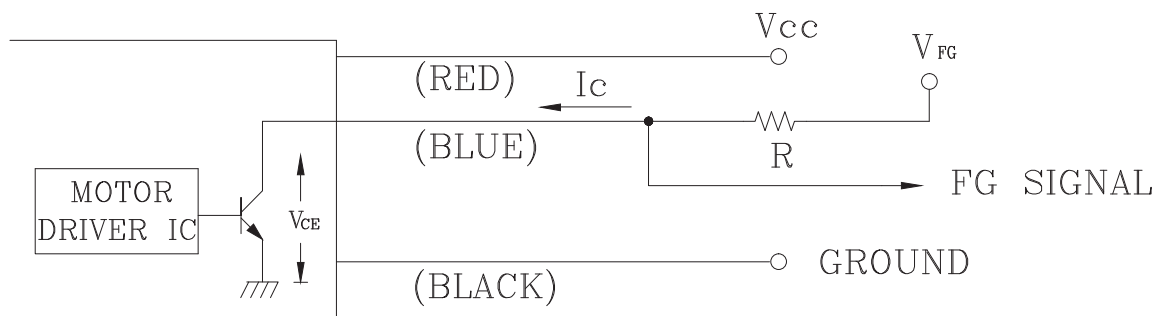 Vcc
VFG
(RED)
Ic
(BLUE)
R
MOTOR
DRIVER IC
VCE
FG SIGNAL
(BLACK)
GROUND